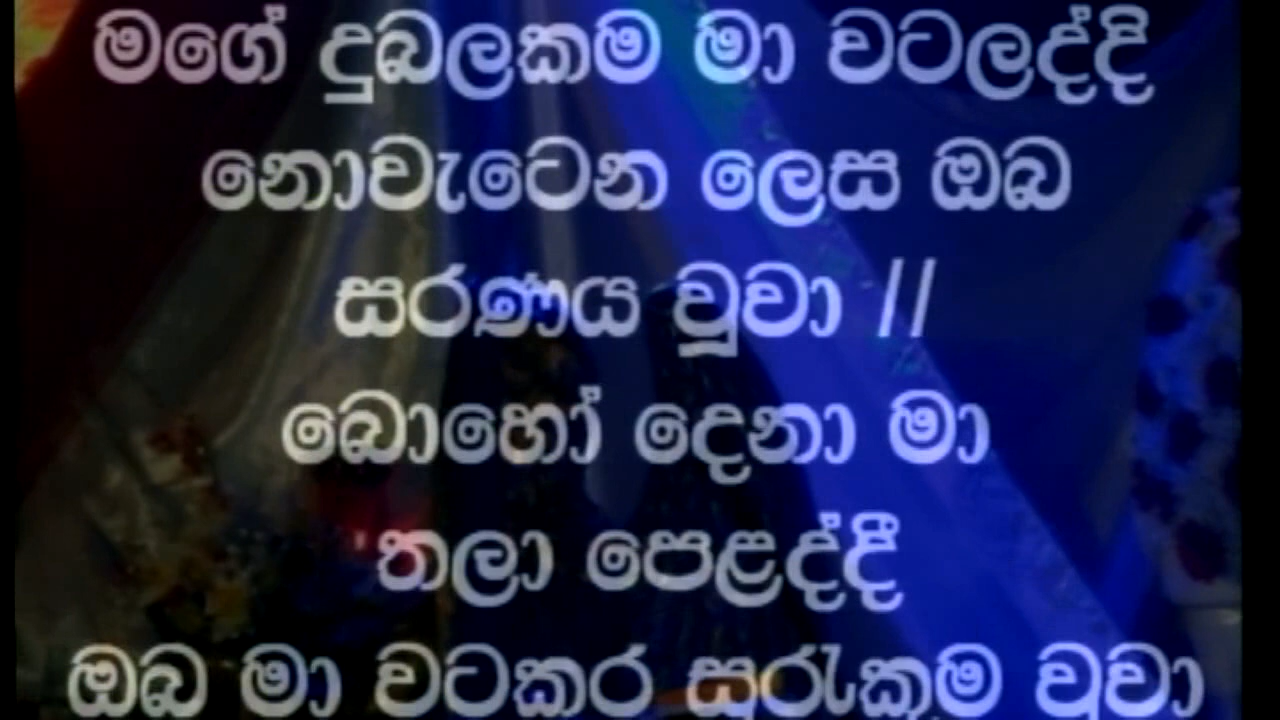 මගේ දුබලකම මා වටලද්දි
නොවැටෙන ලෙස ඔබ
සරණය වූවා //
බොහෝ දෙනා මා
තලා පෙළද්දී
ඔබ මා වටකර සුරැකුම වූවා